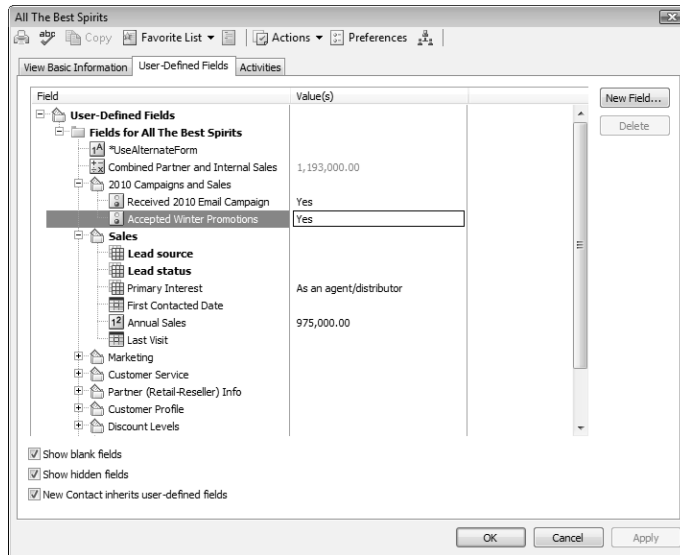 All The Best Spirits
abc Copy Favorite List Actions Preferences
View Basic Information User-Defined Fields Activities
Field Value(s) New Field...
User-Defined Fields Delete
Fields for All The Best Spirits
1A *UseAlternateForm
Combined Partner and Internal Sales 1,193,000.00
2010 Campaigns and Sales
Received 2010 Email Campaign Yes
Accepted Winter Promotions Yes
Sales
Lead source
Lead status
Primary Interest As an agent/distributor
First Contacted Date
12 Annual Sales 975,000.00
Last Visit
Marketing
Customer Service
Partner (Retail-Reseller) Info
Customer Profile
Discount Levels
Show blank fields
Show hidden fields
New Contact inherits user-defined fields
OK Cancel Apply